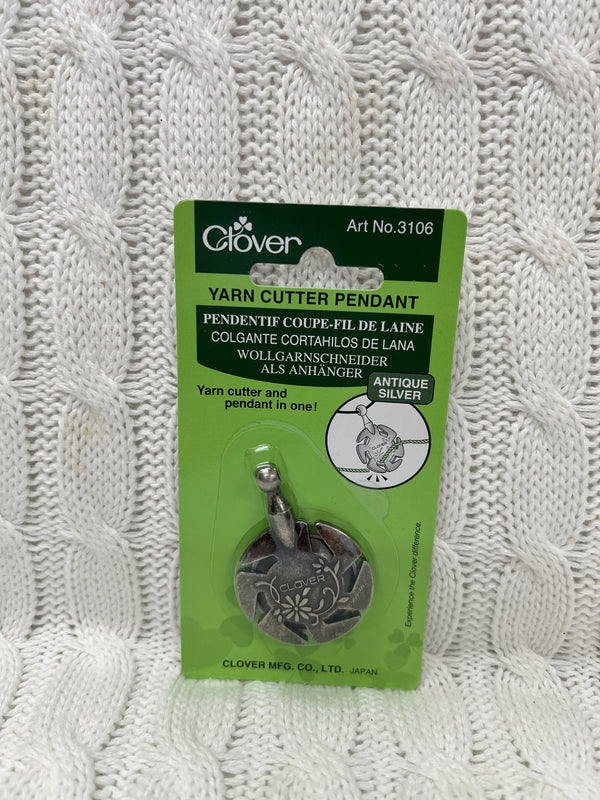 Clover
Art No.3106
YARN CUTTER PENDANT
PENDENTIF COUPE-FIL DE LAINE
COLGANTE CORTAHILOS DE LANA
WOLLGARNSCHNEIDER
ALS ANHÄNGER
ANTIQUE
SILVER
Yarn cutter and
pendant in one!
CLOVER
CLOVER
Experience the Clover difference.
CLOVER MFG. CO., LTD. JAPAN